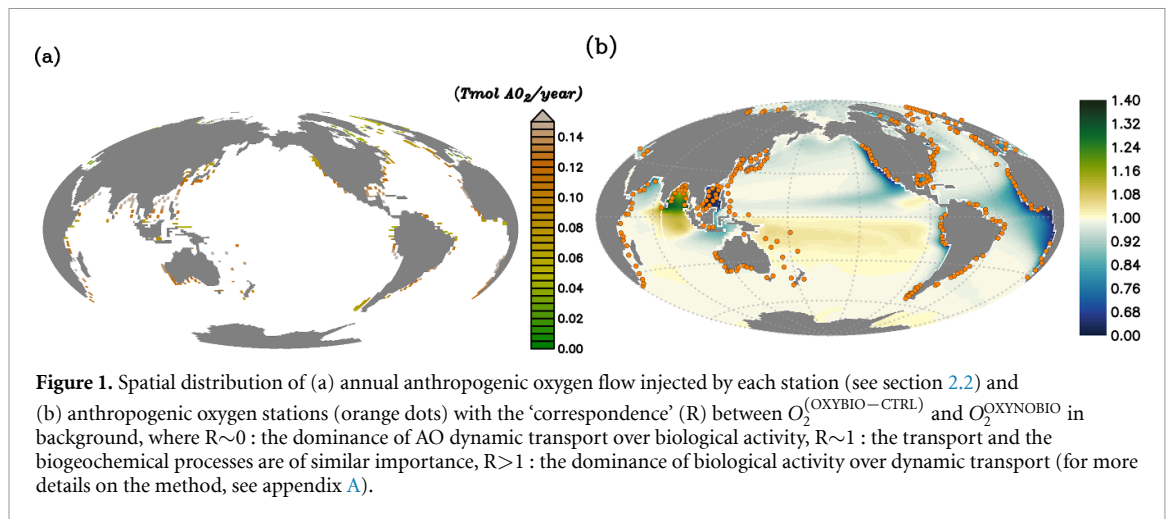 (a)
(b)
(Tmol AO₂/year)
0.14
0.12
0.10
0.08
0.06
0.04
0.02
0.00
1.40
1.32
1.24
1.16
1.08
1.00
0.92
0.84
0.76
0.68
0.00
Figure 1. Spatial distribution of (a) annual anthropogenic oxygen flow injected by each station (see section 2.2) and
(b) anthropogenic oxygen stations (orange dots) with the ‘correspondence’ (R) between O₂^(OXYBIO−CTRL) and O₂^OXYNOBIO in
background, where R∼0 : the dominance of AO dynamic transport over biological activity, R∼1 : the transport and the
biogeochemical processes are of similar importance, R>1 : the dominance of biological activity over dynamic transport (for more
details on the method, see appendix A).